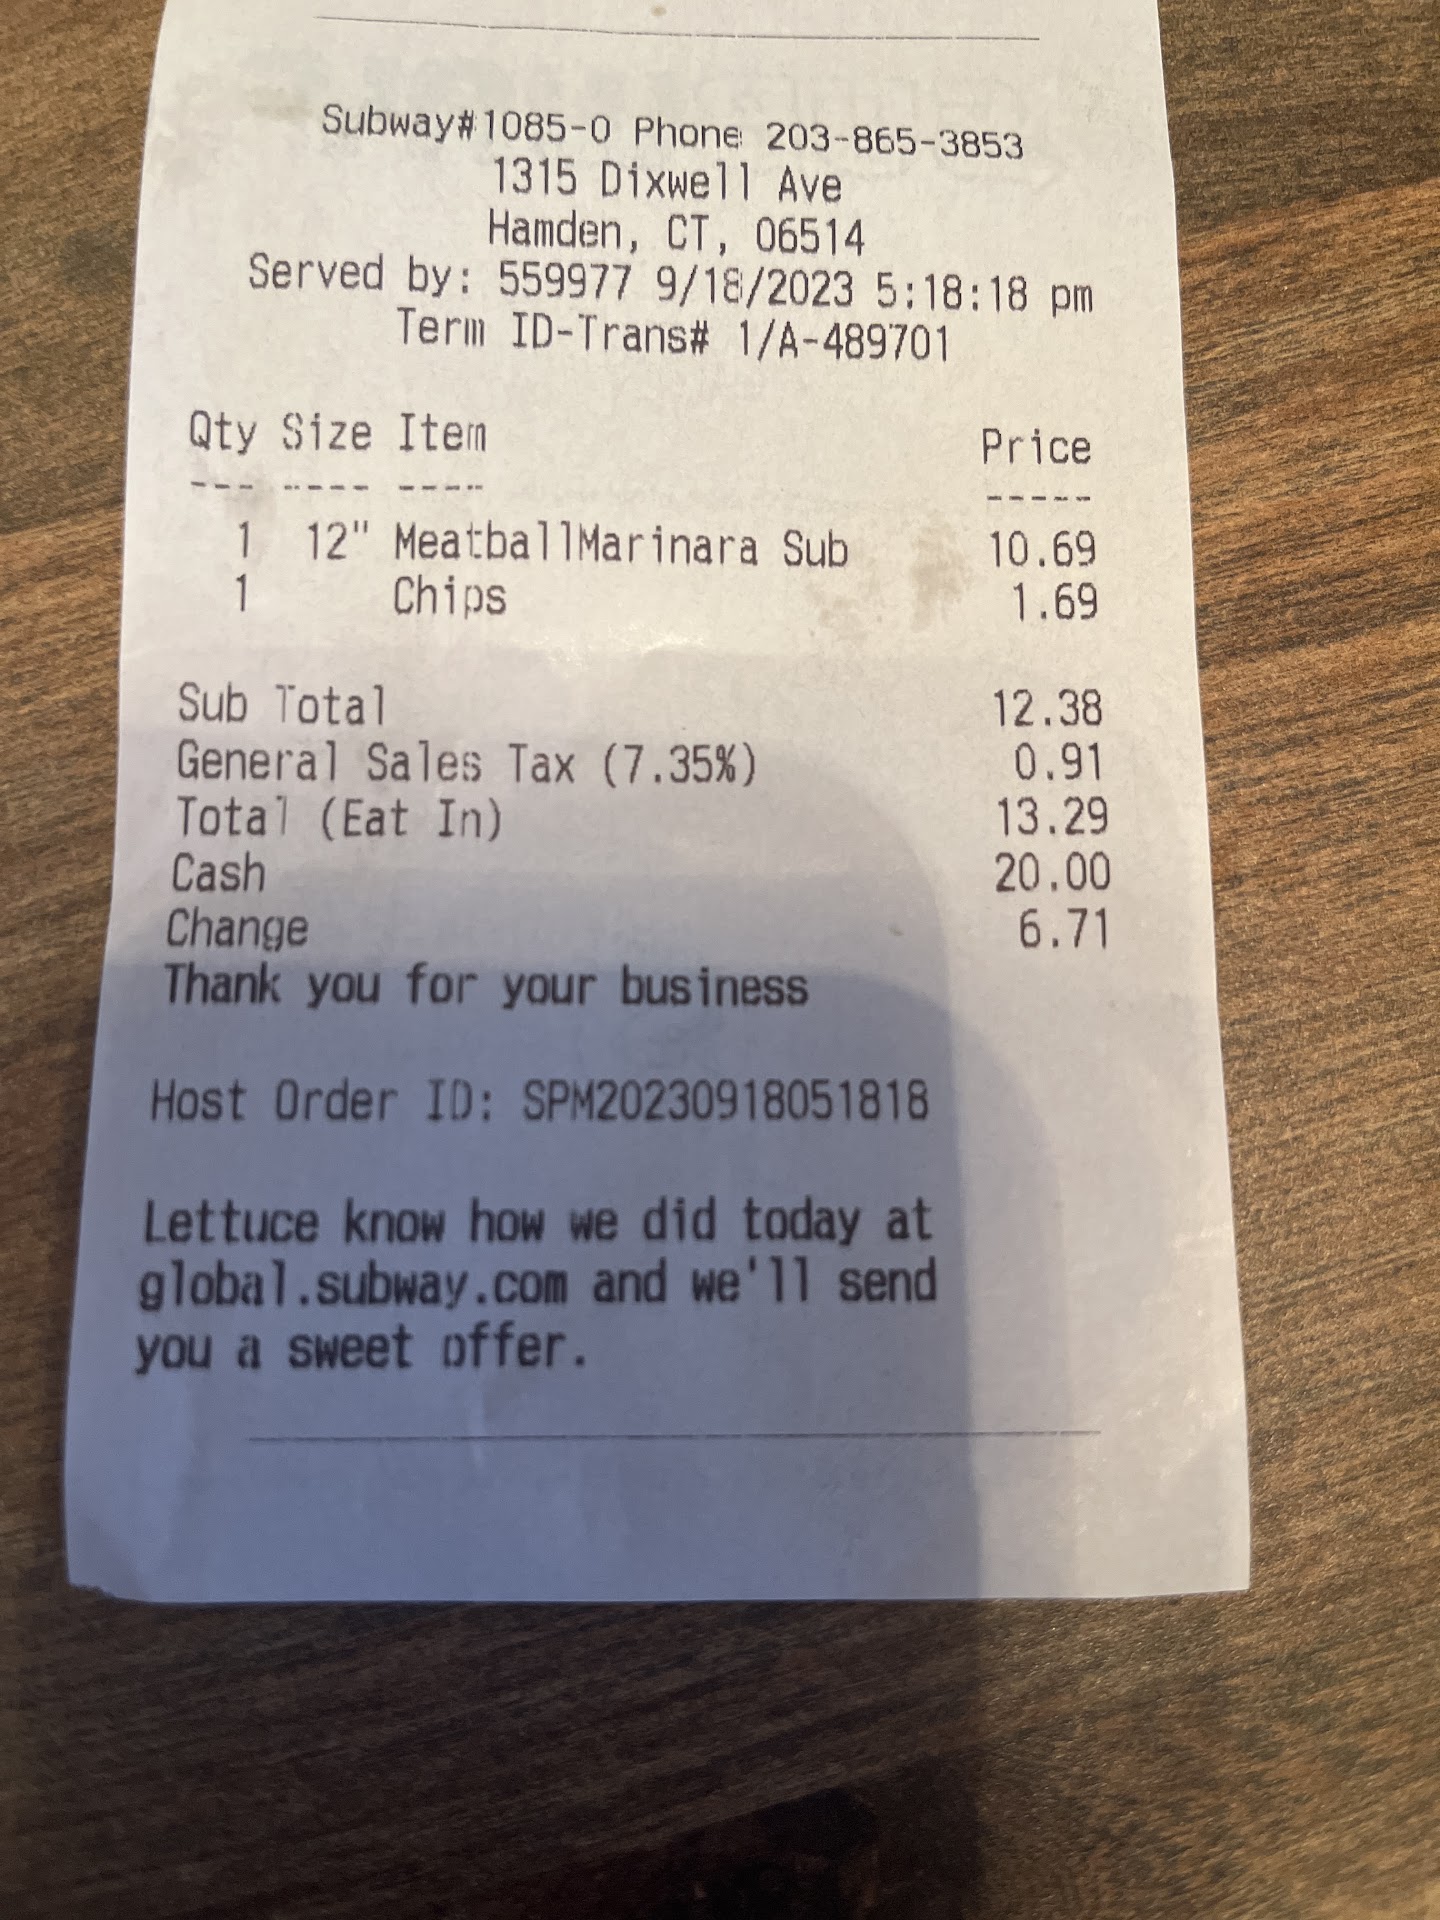 Subway#1085-0 Phone 203-865-3853
1315 Dixwell Ave
Hamden, CT, 06514
Served by: 559977 9/18/2023 5:18:18 pm
Term ID-Trans# 1/A-489701
Qty Size Item Price
--- ---- ---- -----
1 12" MeatballMarinara Sub 10.69
1 Chips 1.69
Sub Total 12.38
General Sales Tax (7.35%) 0.91
Total (Eat In) 13.29
Cash 20.00
Change 6.71
Thank you for your business
Host Order ID: SPM20230918051818
Lettuce know how we did today at
global.subway.com and we'll send
you a sweet offer.